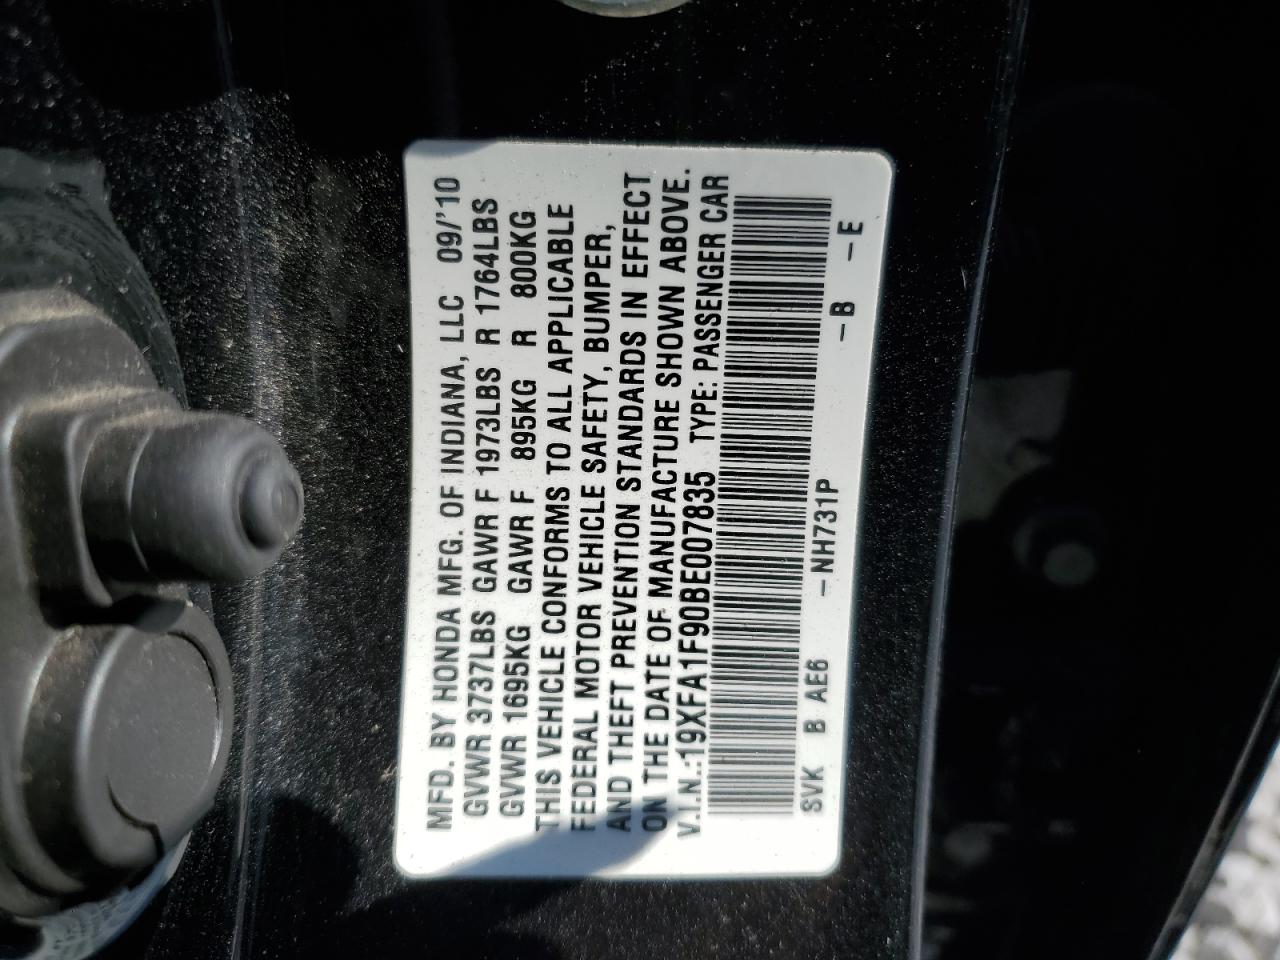 MFD. BY HONDA MFG. OF INDIANA, LLC 09/'10
GVWR 3737LBS GAWR F 1973LBS R 1764LBS
GVWR 1695KG GAWR F 895KG R 800KG
THIS VEHICLE CONFORMS TO ALL APPLICABLE
FEDERAL MOTOR VEHICLE SAFETY, BUMPER,
AND THEFT PREVENTION STANDARDS IN EFFECT
ON THE DATE OF MANUFACTURE SHOWN ABOVE.
V.I.N.:19XFA1F90BE007835 TYPE: PASSENGER CAR
SVK B AE6 –NH731P –B –E